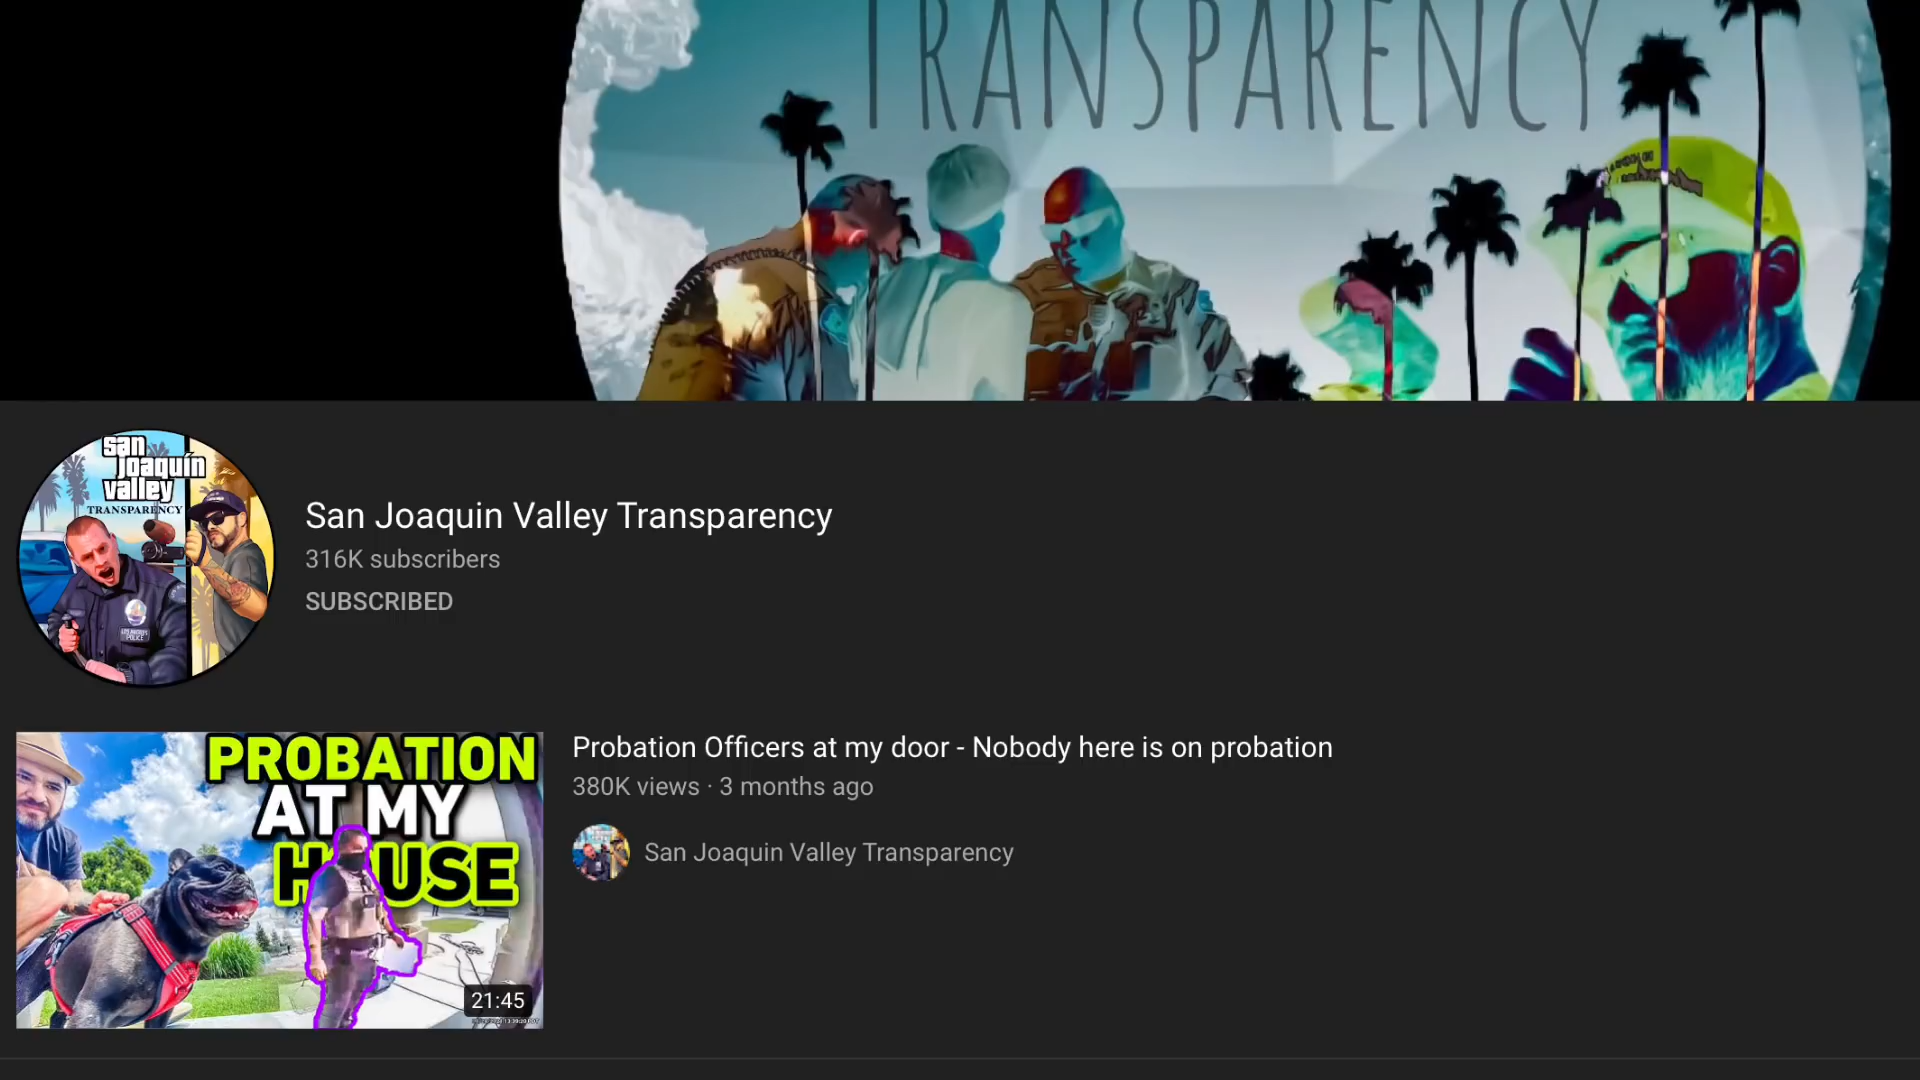 TRANSPARENCY
san
joaquin
valley
TRANSPARENCY
San Joaquin Valley Transparency
316K subscribers
SUBSCRIBED
PROBATION
AT MY
HOUSE
21:45
Probation Officers at my door - Nobody here is on probation
380K views · 3 months ago
San Joaquin Valley Transparency